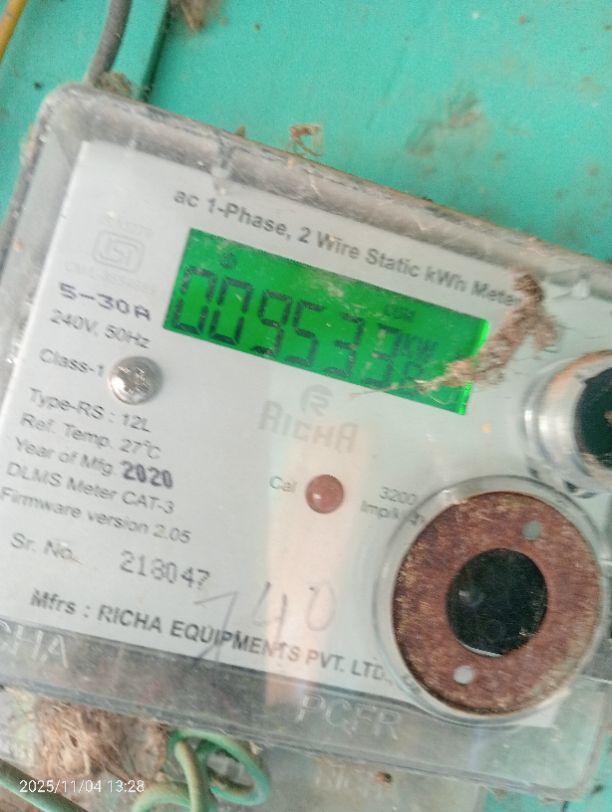 ac 1-Phase, 2 Wire Static kWh Meter
009533
5-30A
240V, 50Hz
Class-1
RICHA
Type-RS : 12L
Ref. Temp. 27°C
Year of Mfg 2020
DLMS Meter CAT-3
Firmware version 2.05
Cal
3200
Imp/k
Sr. No. 218047
140
Mfrs : RICHA EQUIPMENTS PVT. LTD.
CHA
2025/11/04 13:28